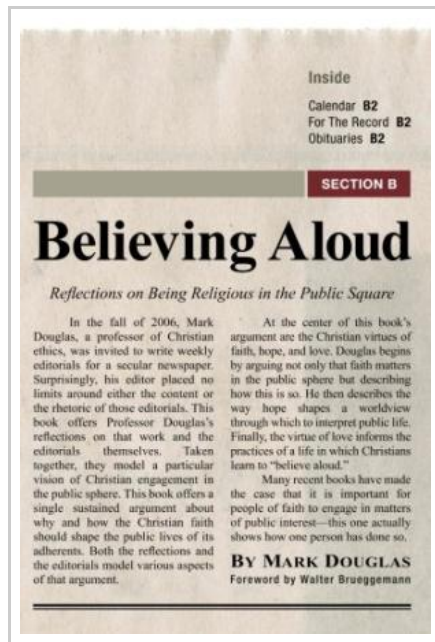 Inside
Calendar B2
For The Record B2
Obituaries B2
SECTION B
Believing Aloud
Reflections on Being Religious in the Public Square
In the fall of 2006, Mark
Douglas, a professor of Christian
ethics, was invited to write weekly
editorials for a secular newspaper.
Surprisingly, his editor placed no
limits around either the content or
the rhetoric of those editorials. This
book offers Professor Douglas's
reflections on that work and the
editorials themselves. Taken
together, they model a particular
vision of Christian engagement in
the public sphere. This book offers a
single sustained argument about
why and how the Christian faith
should shape the public lives of its
adherents. Both the reflections and
the editorials model various aspects
of that argument.
At the center of this book's
argument are the Christian virtues of
faith, hope, and love. Douglas begins
by arguing not only that faith matters
in the public sphere but describing
how this is so. He then describes the
way hope shapes a worldview
through which to interpret public life.
Finally, the virtue of love informs the
practices of a life in which Christians
learn to "believe aloud."
Many recent books have made
the case that it is important for
people of faith to engage in matters
of public interest—this one actually
shows how one person has done so.
BY MARK DOUGLAS
Foreword by Walter Brueggemann